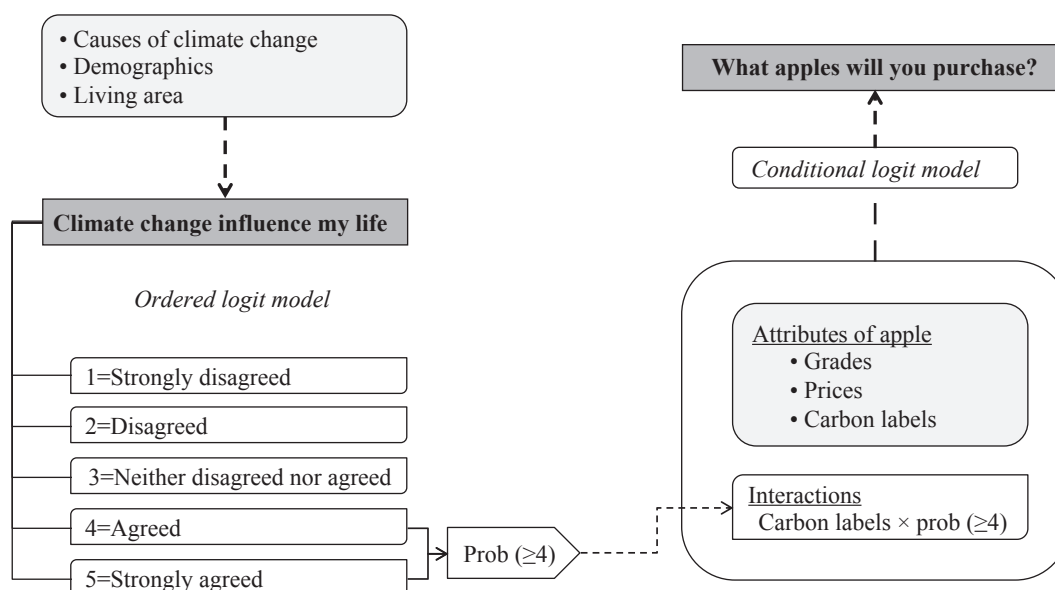 • Causes of climate change
• Demographics
• Living area
Climate change influence my life
Ordered logit model
1=Strongly disagreed
2=Disagreed
3=Neither disagreed nor agreed
4=Agreed
5=Strongly agreed
Prob (≥4)
What apples will you purchase?
Conditional logit model
Attributes of apple
• Grades
• Prices
• Carbon labels
Interactions
Carbon labels × prob (≥4)